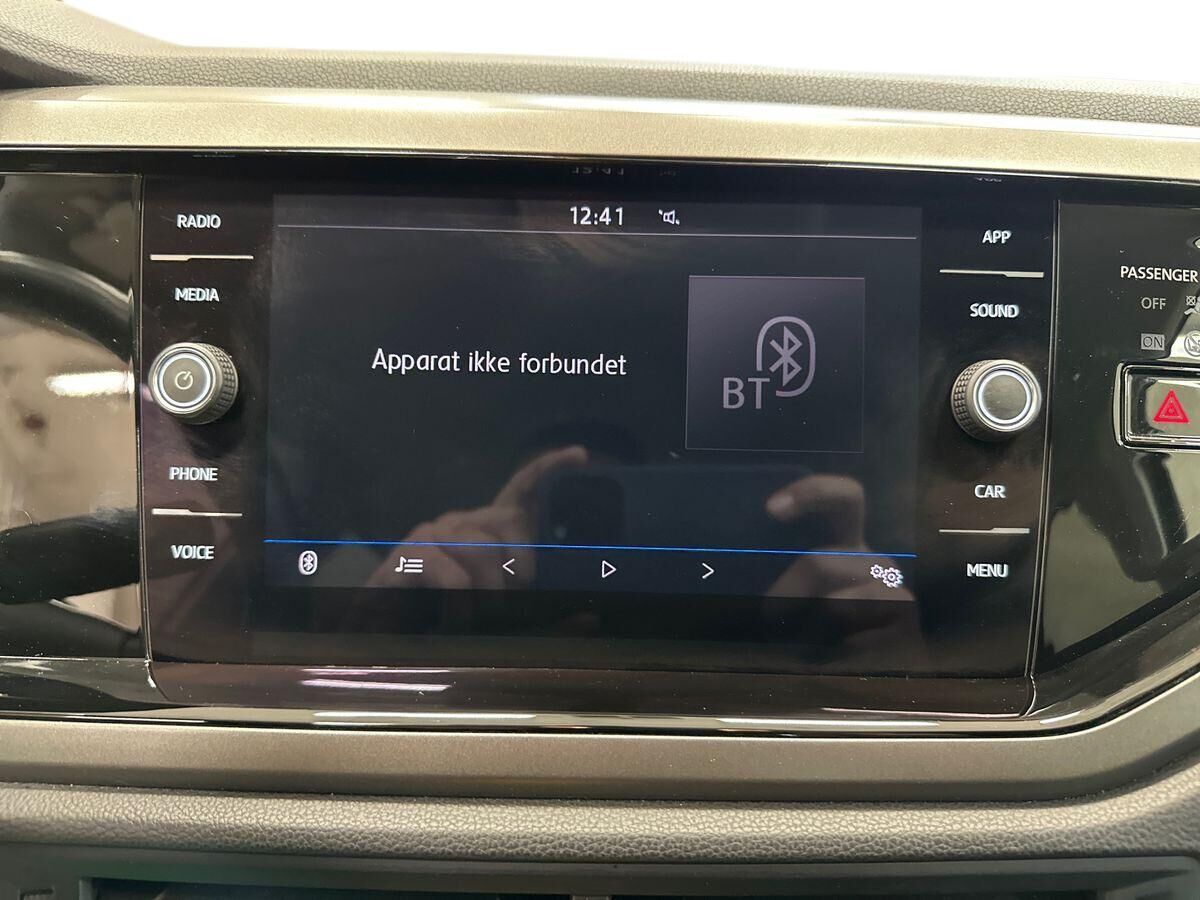 12:41
RADIO
MEDIA
PHONE
VOICE
Apparat ikke forbundet
BT
APP
SOUND
CAR
MENU
PASSENGER
OFF
ON